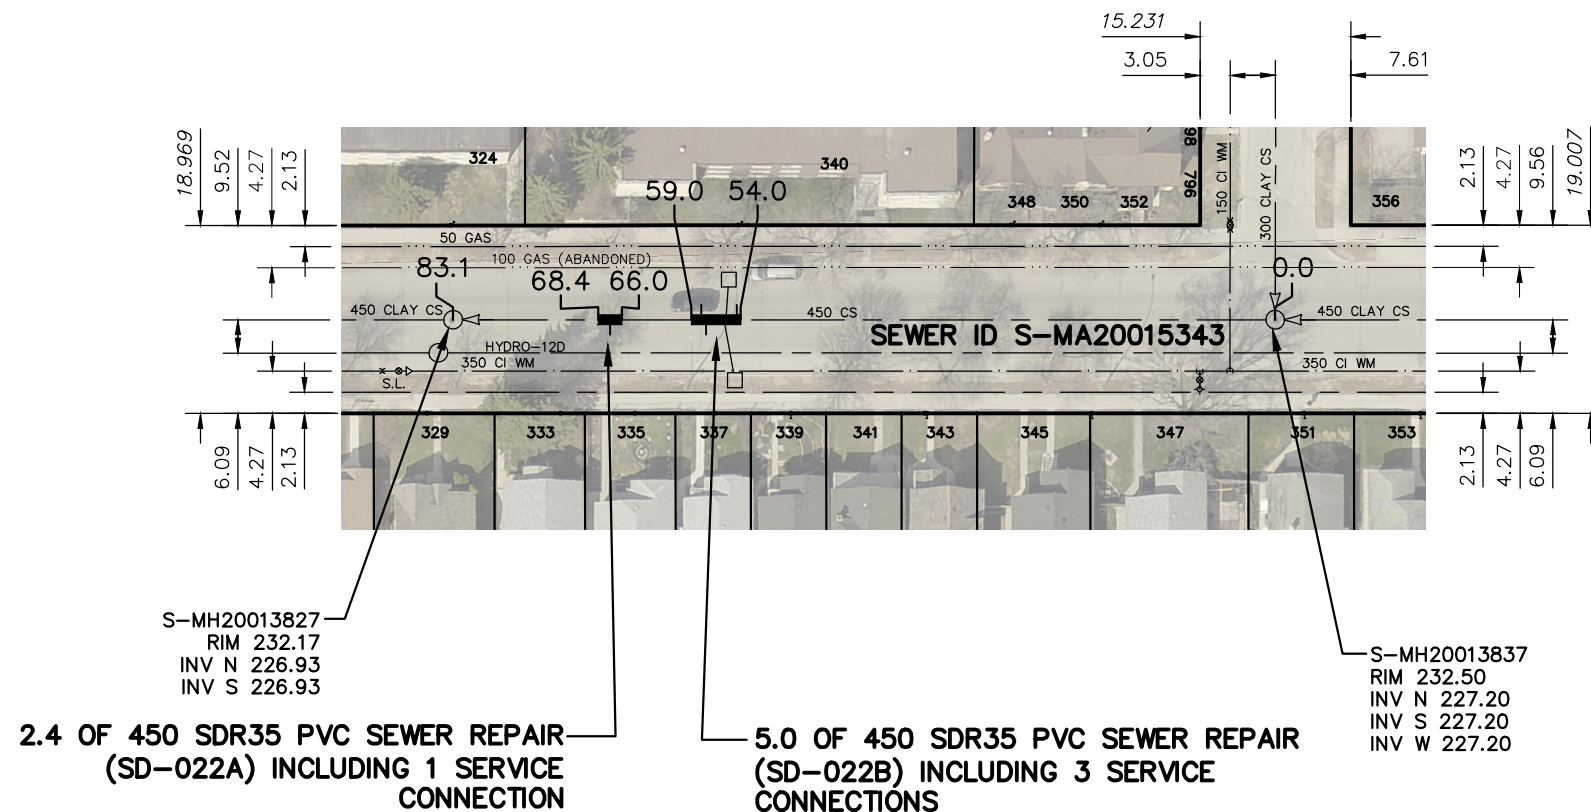 15.231
3.05
7.61
18.969
9.52
4.27
2.13
2.13
4.27
9.56
19.007
324
340
348
350
352
98
796
356
150 CI WM
300 CLAY CS
59.0
54.0
50 GAS
100 GAS (ABANDONED)
83.1
68.4
66.0
0.0
450 CLAY CS
450 CS
450 CLAY CS
SEWER ID S-MA20015343
HYDRO-12D
350 CI WM
350 CI WM
S.L.
329
333
335
337
339
341
343
345
347
351
353
6.09
4.27
2.13
2.13
4.27
6.09
S-MH20013827
RIM 232.17
INV N 226.93
INV S 226.93
S-MH20013837
RIM 232.50
INV N 227.20
INV S 227.20
INV W 227.20
2.4 OF 450 SDR35 PVC SEWER REPAIR
(SD-022A) INCLUDING 1 SERVICE
CONNECTION
5.0 OF 450 SDR35 PVC SEWER REPAIR
(SD-022B) INCLUDING 3 SERVICE
CONNECTIONS